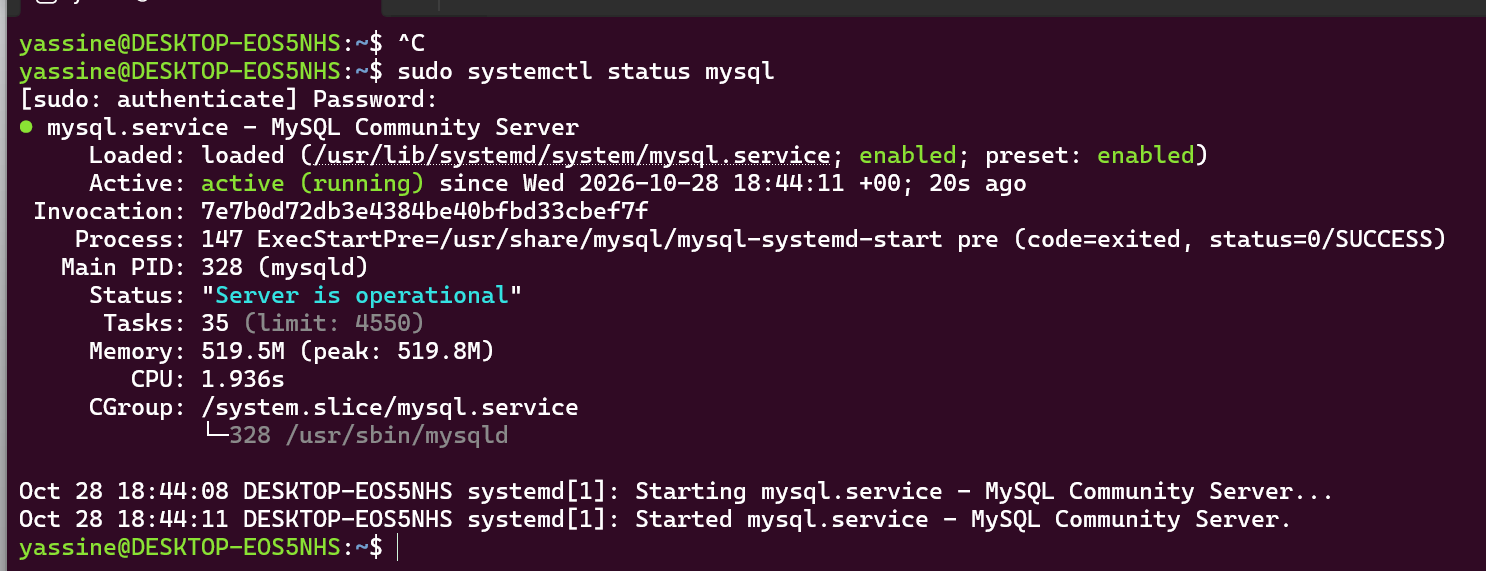 yassine@DESKTOP-EOS5NHS:~$ ^C
yassine@DESKTOP-EOS5NHS:~$ sudo systemctl status mysql
[sudo: authenticate] Password:
● mysql.service - MySQL Community Server
     Loaded: loaded (/usr/lib/systemd/system/mysql.service; enabled; preset: enabled)
     Active: active (running) since Wed 2026-10-28 18:44:11 +00; 20s ago
 Invocation: 7e7b0d72db3e4384be40bfbd33cbef7f
    Process: 147 ExecStartPre=/usr/share/mysql/mysql-systemd-start pre (code=exited, status=0/SUCCESS)
   Main PID: 328 (mysqld)
     Status: "Server is operational"
      Tasks: 35 (limit: 4550)
     Memory: 519.5M (peak: 519.8M)
        CPU: 1.936s
     CGroup: /system.slice/mysql.service
             └─328 /usr/sbin/mysqld

Oct 28 18:44:08 DESKTOP-EOS5NHS systemd[1]: Starting mysql.service - MySQL Community Server...
Oct 28 18:44:11 DESKTOP-EOS5NHS systemd[1]: Started mysql.service - MySQL Community Server.
yassine@DESKTOP-EOS5NHS:~$